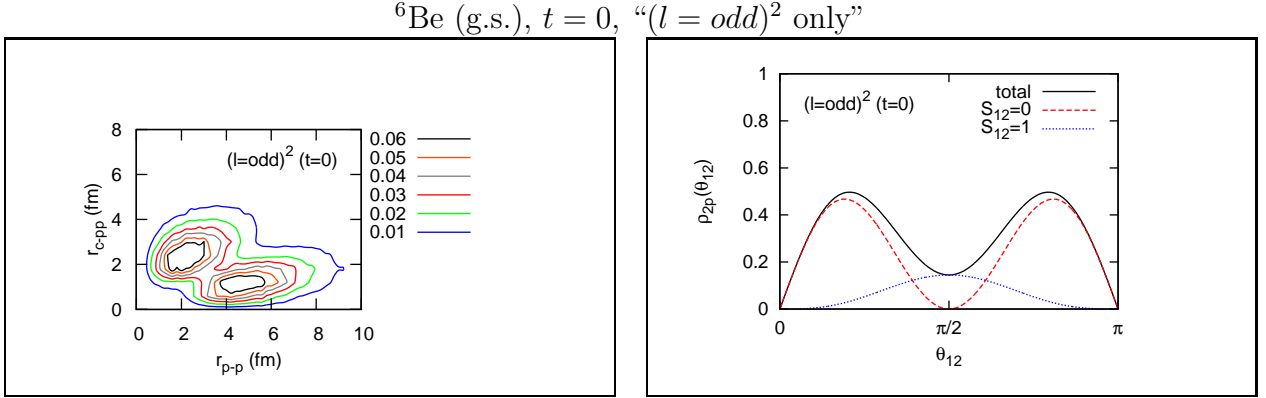 ⁶Be (g.s.), t = 0, “(l = odd)² only”
8
6
4
2
0
0 2 4 6 8 10
r_c-pp (fm)
r_p-p (fm)
(l=odd)² (t=0)
0.06
0.05
0.04
0.03
0.02
0.01
1
0.8
0.6
0.4
0.2
0
0 π/2 π
ρ_2p(θ_12)
θ_12
(l=odd)² (t=0)
total
S_12=0
S_12=1